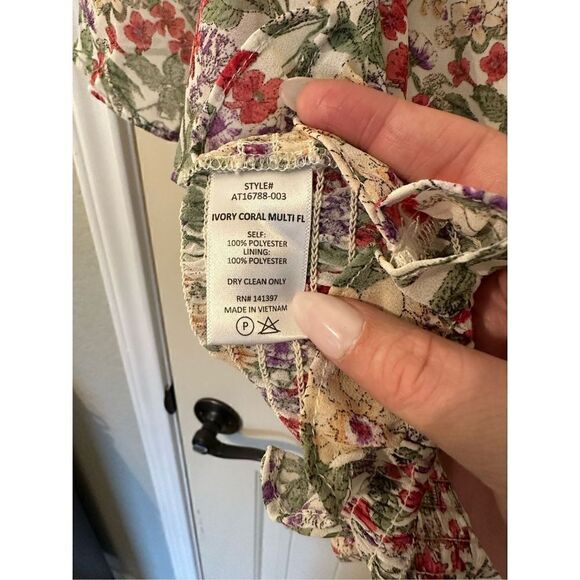 STYLE#
AT16788-003
IVORY CORAL MULTI FL
SELF:
100% POLYESTER
LINING:
100% POLYESTER
DRY CLEAN ONLY
RN# 141397
MADE IN VIETNAM
P